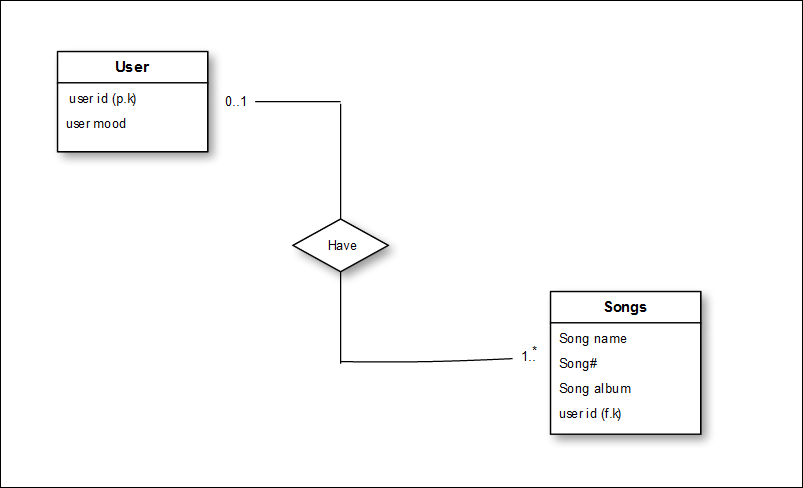 User
user id (p.k)
user mood
0..1
Have
Songs
1..*
Song name
Song#
Song album
user id (f.k)